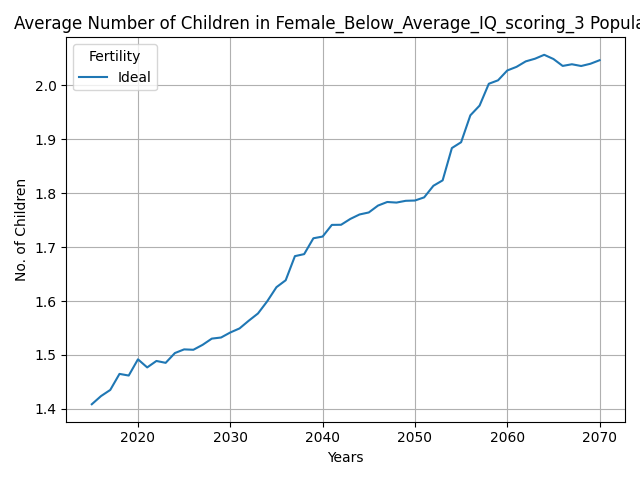 Average Number of Children in Female_Below_Average_IQ_scoring_3 Popula
Fertility
Ideal
No. of Children
2.0
1.9
1.8
1.7
1.6
1.5
1.4
2020 2030 2040 2050 2060 2070
Years